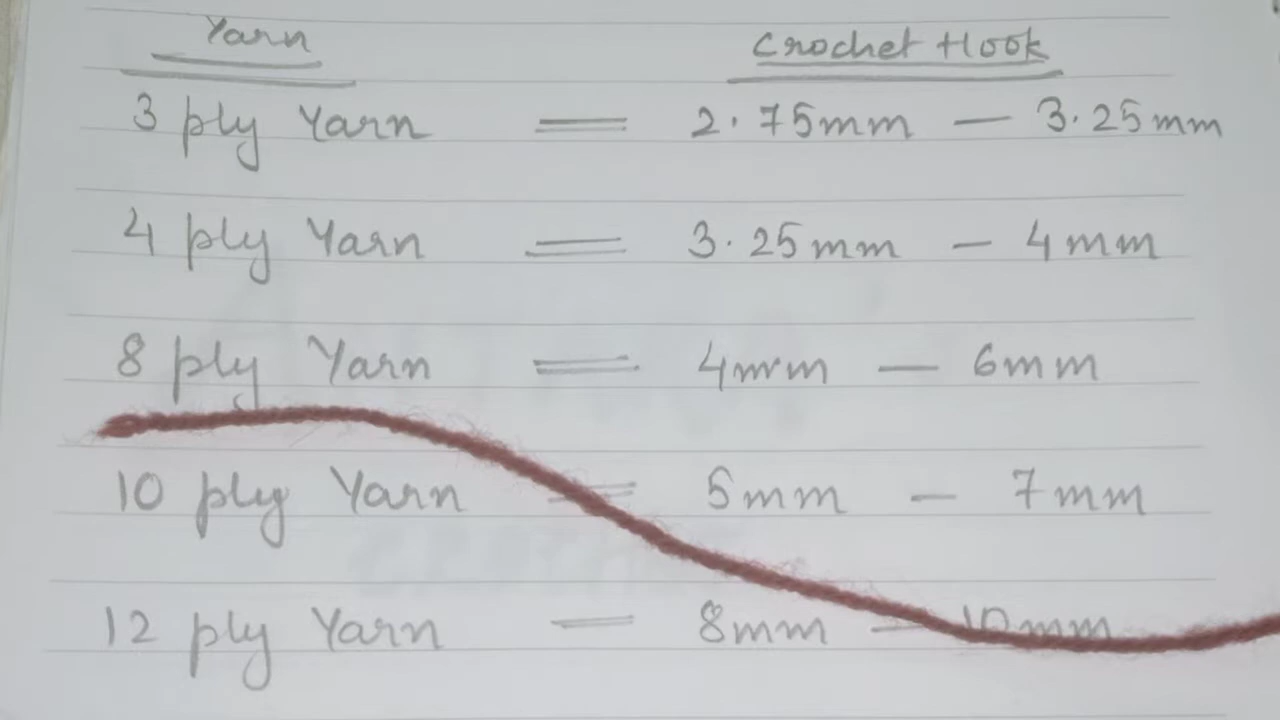 Yarn Crochet Hook
3 ply Yarn = 2.75mm — 3.25mm
4 ply Yarn = 3.25mm — 4mm
8 ply Yarn = 4mm — 6mm
10 ply Yarn = 5mm — 7mm
12 ply Yarn = 8mm — 10mm